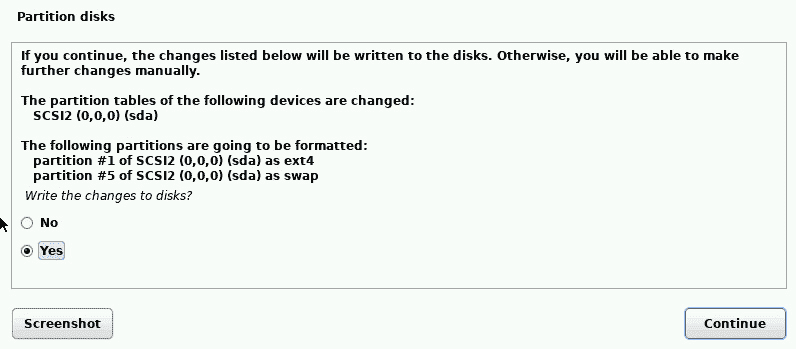 Partition disks
If you continue, the changes listed below will be written to the disks. Otherwise, you will be able to make
further changes manually.
The partition tables of the following devices are changed:
SCSI2 (0,0,0) (sda)
The following partitions are going to be formatted:
partition #1 of SCSI2 (0,0,0) (sda) as ext4
partition #5 of SCSI2 (0,0,0) (sda) as swap
Write the changes to disks?
No
Yes
Screenshot
Continue